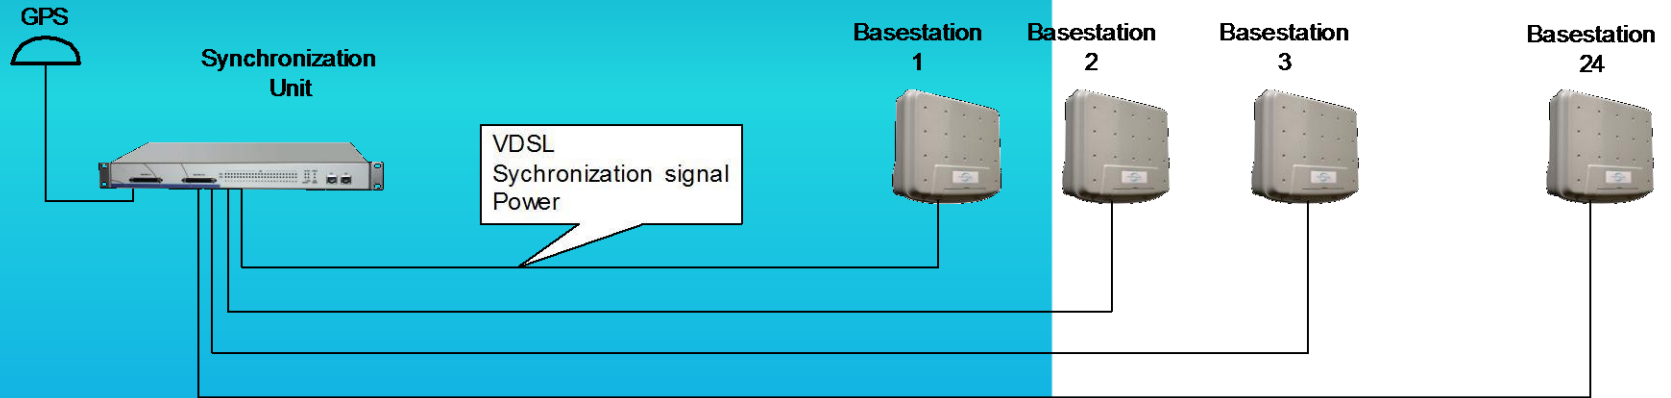 GPS
Synchronization
Unit
VDSL
Sychronization signal
Power
Basestation
1
Basestation
2
Basestation
3
Basestation
24